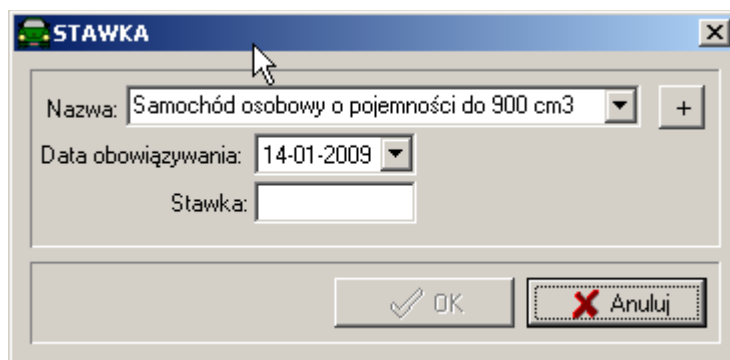 STAWKA
Nazwa: Samochód osobowy o pojemności do 900 cm3 +
Data obowiązywania: 14-01-2009
Stawka:
OK Anuluj